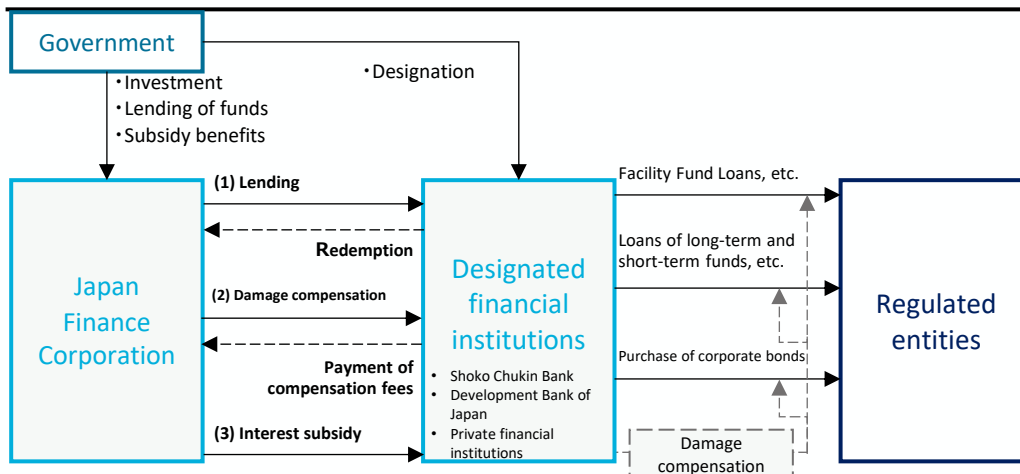 Government
・Investment
・Lending of funds
・Subsidy benefits
・Designation
Japan
Finance
Corporation
(1) Lending
Redemption
(2) Damage compensation
Payment of
compensation fees
(3) Interest subsidy
Designated
financial
institutions
• Shoko Chukin Bank
• Development Bank of
Japan
• Private financial
institutions
Facility Fund Loans, etc.
Loans of long-term and
short-term funds, etc.
Purchase of corporate bonds
Damage
compensation
Regulated
entities